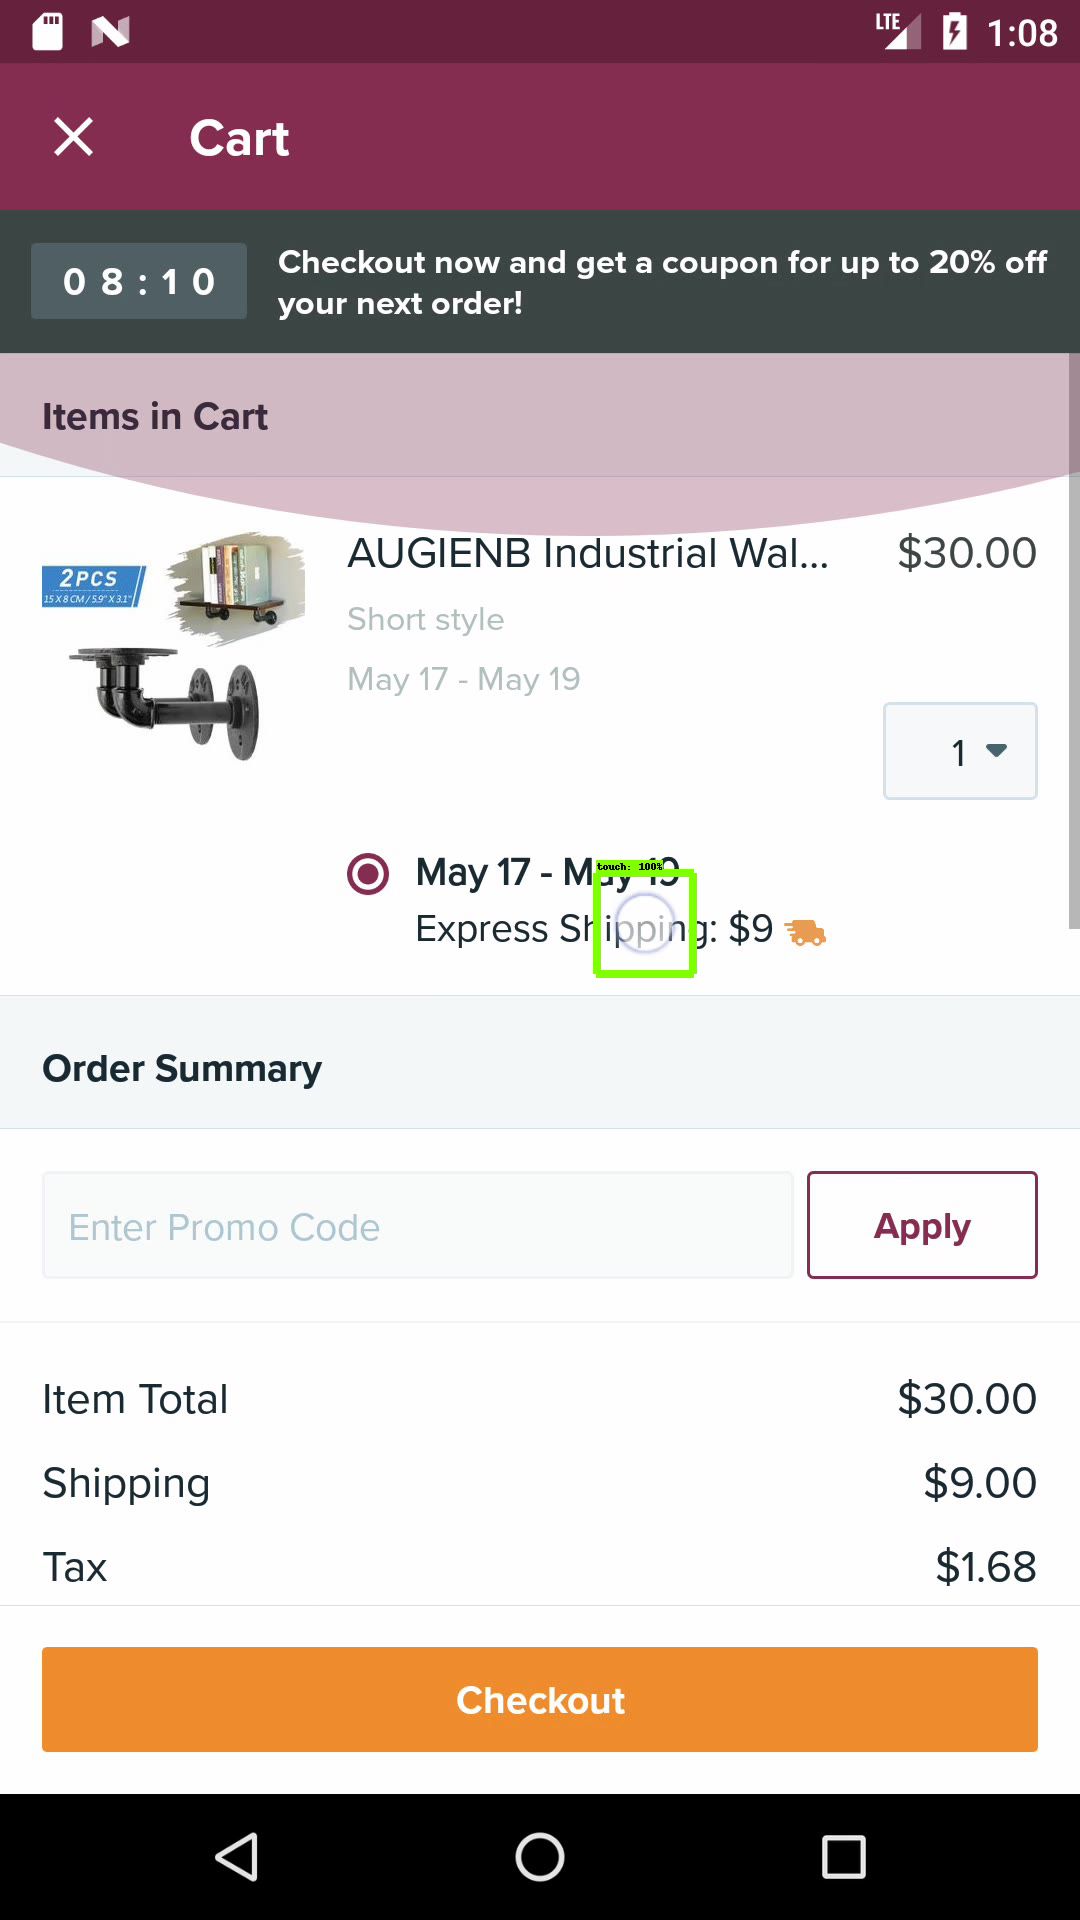 LTE 1:08
Cart
08:10
Checkout now and get a coupon for up to 20% off
your next order!
Items in Cart
2PCS
15 X 8 CM / 5.9" X 3.1"
AUGIENB Industrial Wal... $30.00
Short style
May 17 - May 19
1
touch: 100%
May 17 - May 19
Express Shipping: $9
Order Summary
Enter Promo Code
Apply
Item Total $30.00
Shipping $9.00
Tax $1.68
Checkout